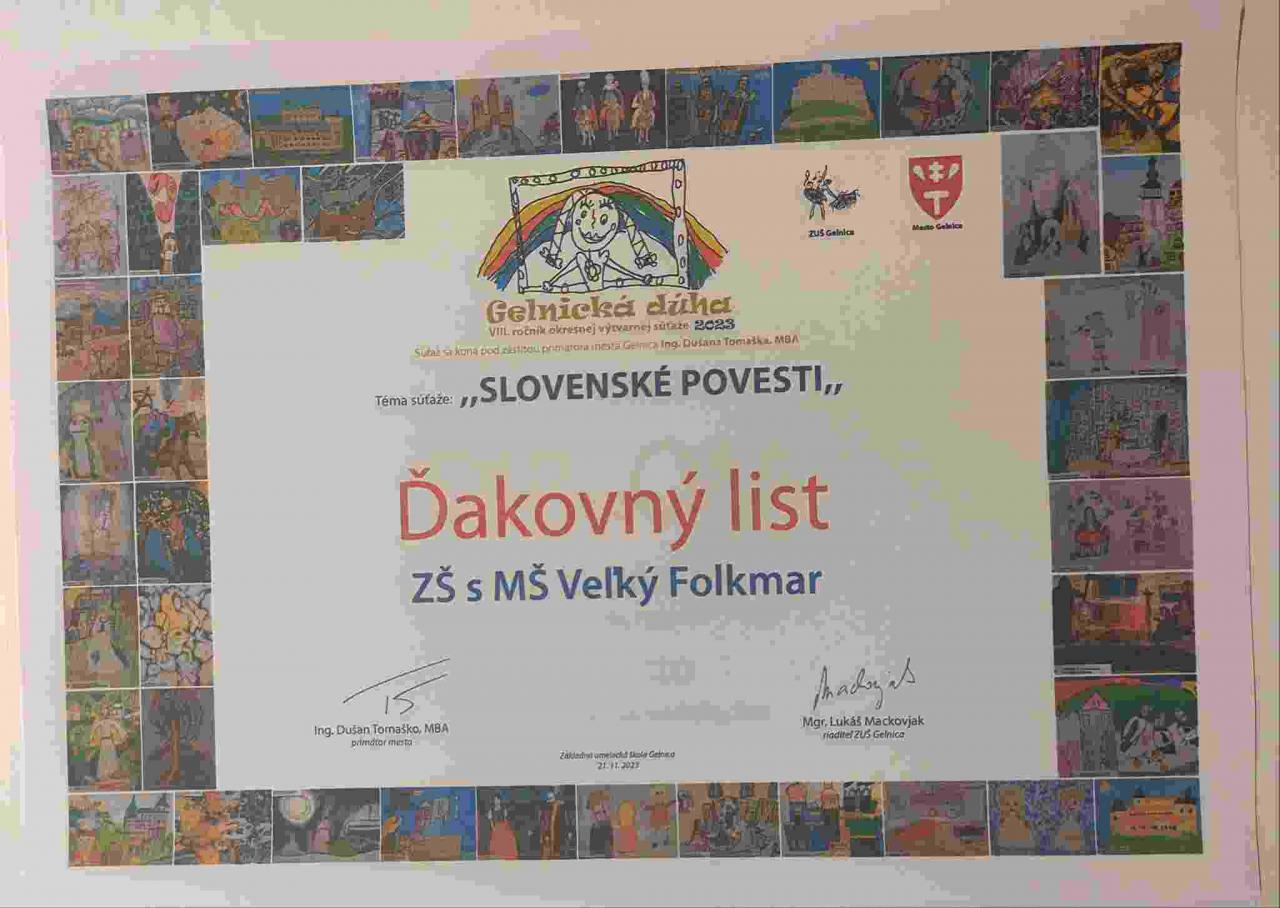 ZUŠ Gelnica
Mesto Gelnica
Gelnická dúha
VIII. ročník okresnej výtvarnej súťaže 2023
Súťaž sa koná pod záštitou primátora mesta Gelnica Ing. Dušana Tomaška, MBA
Téma súťaže: ,,SLOVENSKÉ POVESTI,,
Ďakovný list
ZŠ s MŠ Veľký Folkmar
Ing. Dušan Tomaško, MBA
primátor mesta
Mgr. Lukáš Mackovjak
riaditeľ ZUŠ Gelnica
Základná umelecká škola Gelnica
21. 11. 2023